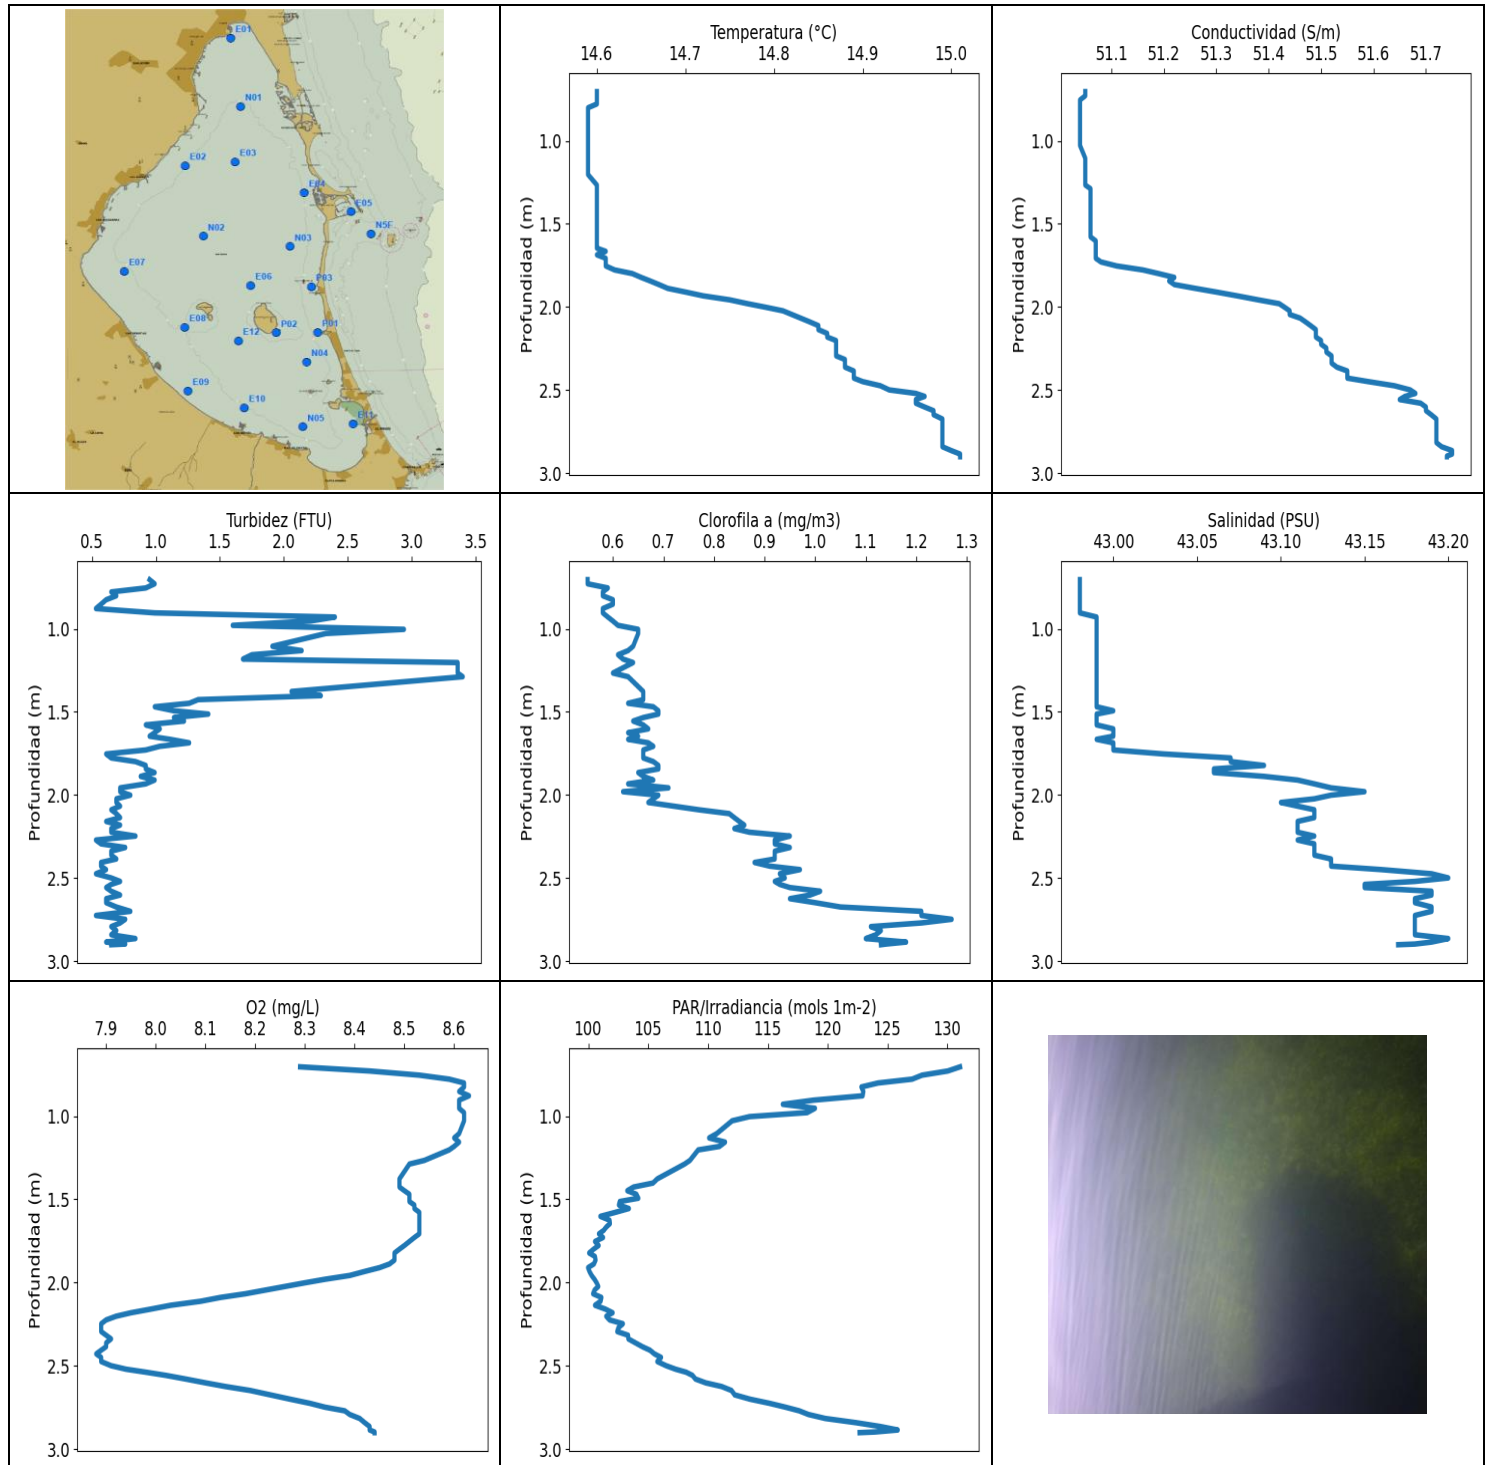 E01
N01
E02
E03
E04
E05
N5F
N02
N03
E07
E06
P03
E08
P02
P01
E12
N04
E09
E10
N05
E11
Temperatura (°C)
14.6 14.7 14.8 14.9 15.0
Profundidad (m)
1.0
1.5
2.0
2.5
3.0
Conductividad (S/m)
51.1 51.2 51.3 51.4 51.5 51.6 51.7
Profundidad (m)
1.0
1.5
2.0
2.5
3.0
Turbidez (FTU)
0.5 1.0 1.5 2.0 2.5 3.0 3.5
Profundidad (m)
1.0
1.5
2.0
2.5
3.0
Clorofila a (mg/m3)
0.6 0.7 0.8 0.9 1.0 1.1 1.2 1.3
Profundidad (m)
1.0
1.5
2.0
2.5
3.0
Salinidad (PSU)
43.00 43.05 43.10 43.15 43.20
Profundidad (m)
1.0
1.5
2.0
2.5
3.0
O2 (mg/L)
7.9 8.0 8.1 8.2 8.3 8.4 8.5 8.6
Profundidad (m)
1.0
1.5
2.0
2.5
3.0
PAR/Irradiancia (mols 1m-2)
100 105 110 115 120 125 130
Profundidad (m)
1.0
1.5
2.0
2.5
3.0